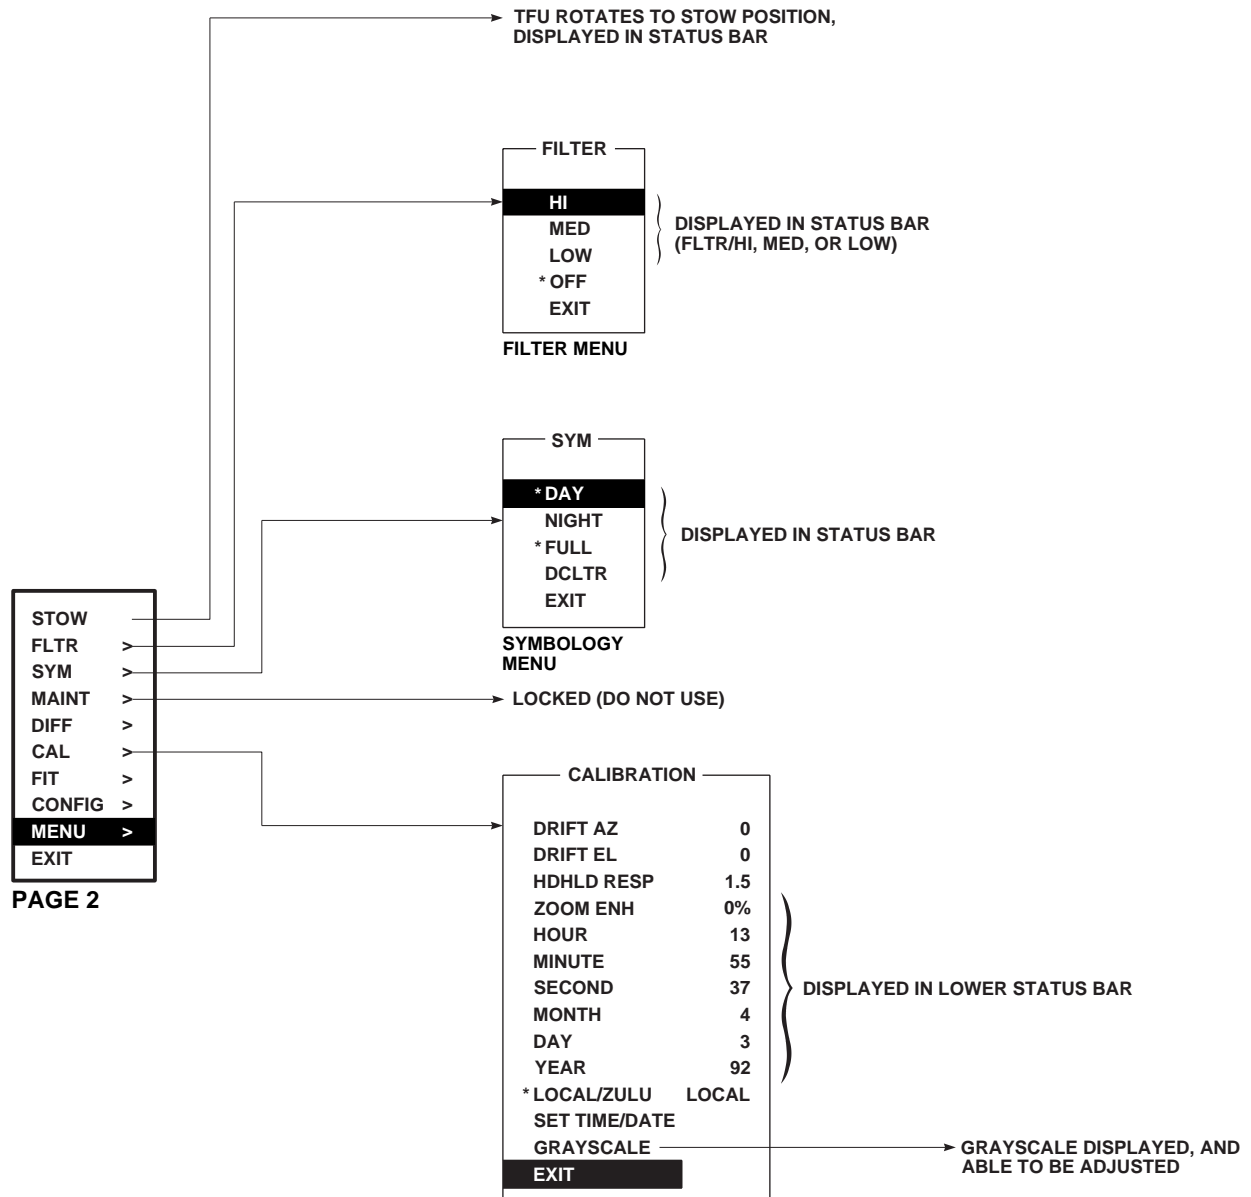 TFU ROTATES TO STOW POSITION,
DISPLAYED IN STATUS BAR
FILTER
HI
MED
LOW
* OFF
EXIT
FILTER MENU
DISPLAYED IN STATUS BAR
(FLTR/HI, MED, OR LOW)
SYM
* DAY
NIGHT
* FULL
DCLTR
EXIT
SYMBOLOGY
MENU
DISPLAYED IN STATUS BAR
STOW
FLTR >
SYM >
MAINT >
DIFF >
CAL >
FIT >
CONFIG >
MENU >
EXIT
PAGE 2
LOCKED (DO NOT USE)
CALIBRATION
DRIFT AZ 0
DRIFT EL 0
HDHLD RESP 1.5
ZOOM ENH 0%
HOUR 13
MINUTE 55
SECOND 37
MONTH 4
DAY 3
YEAR 92
* LOCAL/ZULU LOCAL
SET TIME/DATE
GRAYSCALE
EXIT
DISPLAYED IN LOWER STATUS BAR
GRAYSCALE DISPLAYED, AND
ABLE TO BE ADJUSTED